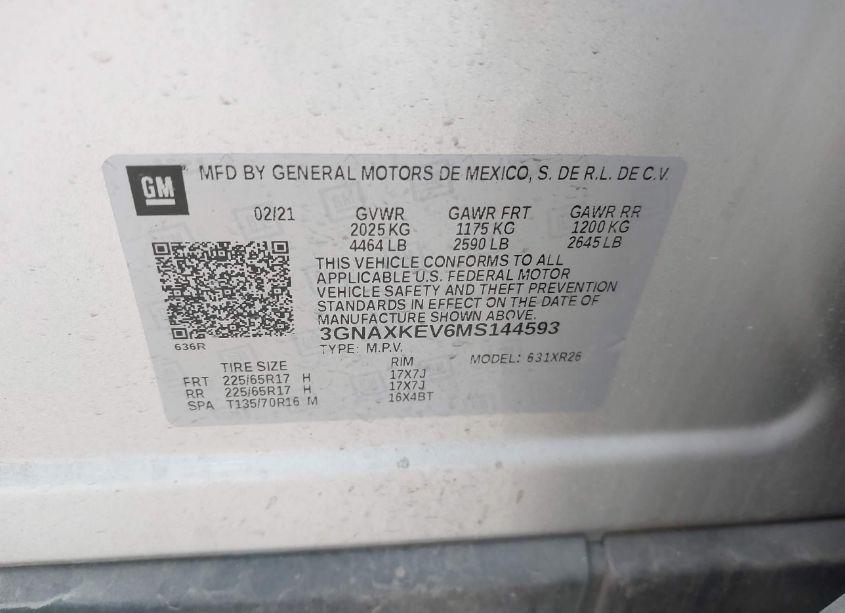 GM
MFD BY GENERAL MOTORS DE MEXICO, S. DE R.L. DE C.V.
02/21 GVWR GAWR FRT GAWR RR
2025 KG 1175 KG 1200 KG
4464 LB 2590 LB 2645 LB
THIS VEHICLE CONFORMS TO ALL
APPLICABLE U.S. FEDERAL MOTOR
VEHICLE SAFETY AND THEFT PREVENTION
STANDARDS IN EFFECT ON THE DATE OF
MANUFACTURE SHOWN ABOVE.
3GNAXKEV6MS144593
636R TYPE: M.P.V. MODEL: 631XR26
TIRE SIZE RIM
FRT 225/65R17 H 17X7J
RR 225/65R17 H 17X7J
SPA T135/70R16 M 16X4BT